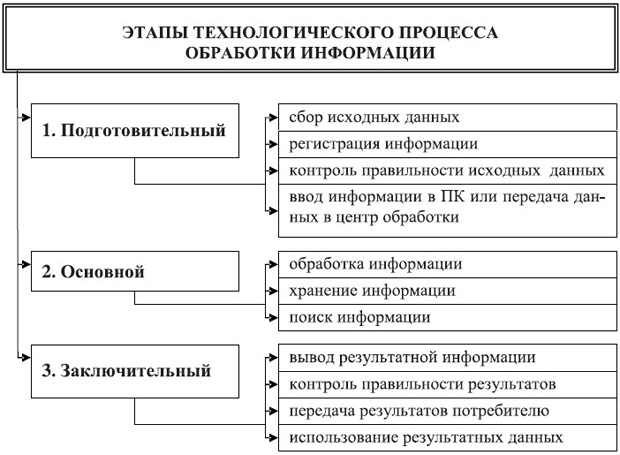 ЭТАПЫ ТЕХНОЛОГИЧЕСКОГО ПРОЦЕССА
ОБРАБОТКИ ИНФОРМАЦИИ
1. Подготовительный
сбор исходных данных
регистрация информации
контроль правильности исходных данных
ввод информации в ПК или передача дан-
ных в центр обработки
2. Основной
обработка информации
хранение информации
поиск информации
3. Заключительный
вывод результатной информации
контроль правильности результатов
передача результатов потребителю
использование результатных данных